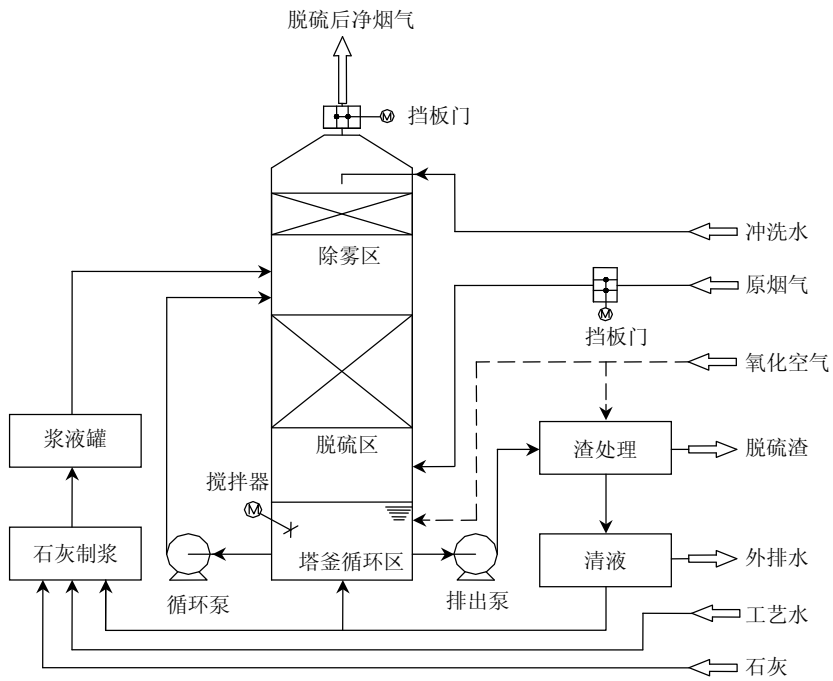 脱硫后净烟气
M
挡板门
冲洗水
除雾区
原烟气
M
挡板门
氧化空气
浆液罐
脱硫区
渣处理
脱硫渣
搅拌器
M
石灰制浆
塔釜循环区
清液
外排水
循环泵
排出泵
工艺水
石灰